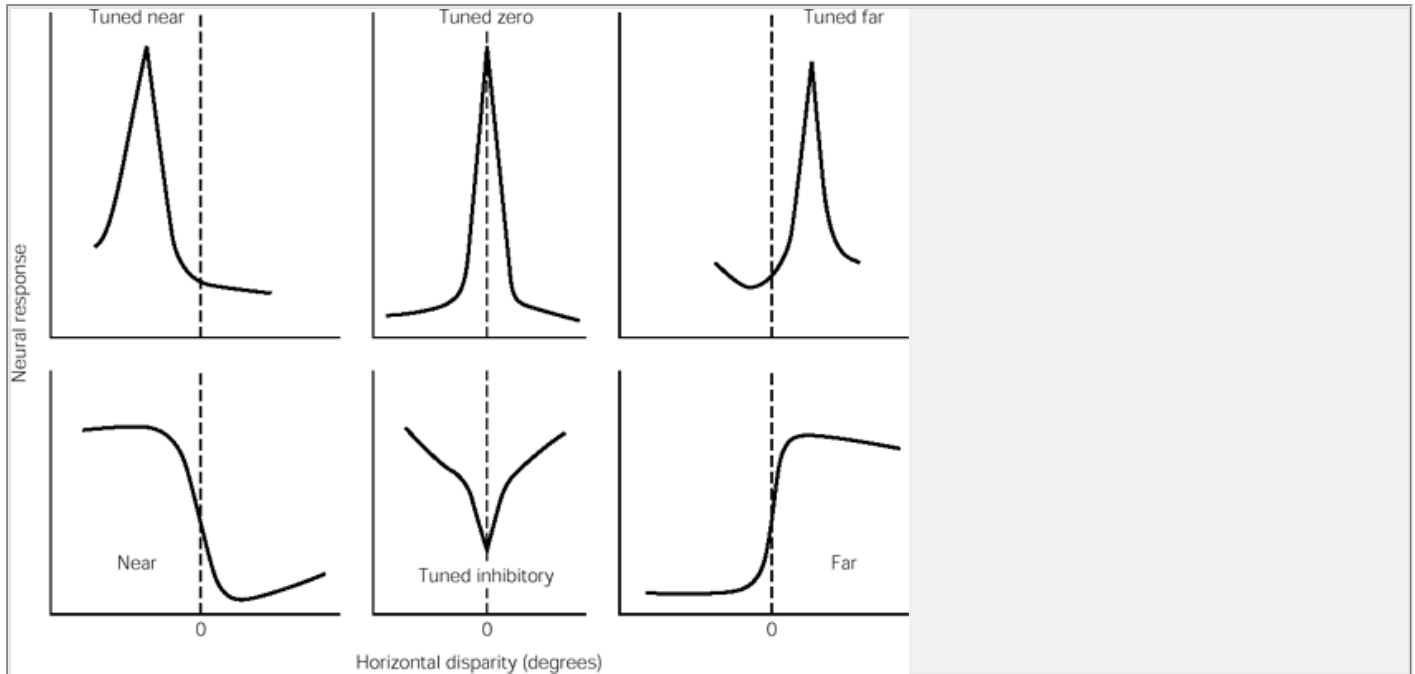 Tuned near
Tuned zero
Tuned far
Neural response
Near
Tuned inhibitory
Far
0
0
0
Horizontal disparity (degrees)